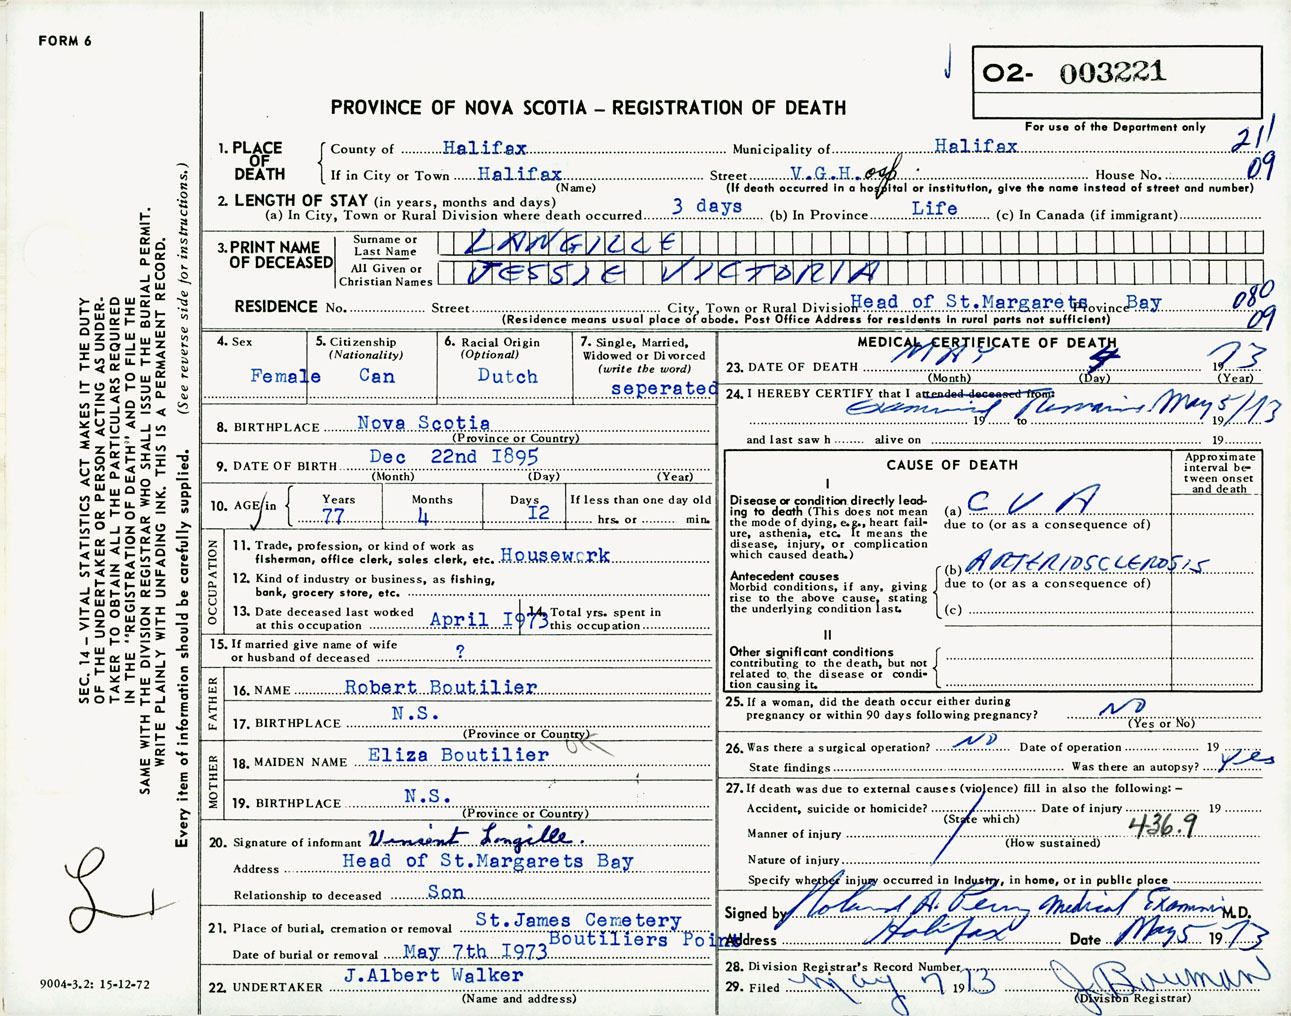 FORM 6
O2- 003221
PROVINCE OF NOVA SCOTIA – REGISTRATION OF DEATH
For use of the Department only
211
09
1. PLACE OF DEATH
County of Halifax Municipality of Halifax
If in City or Town Halifax Street V.G.H. House No.
(Name) (If death occurred in a hospital or institution, give the name instead of street and number)
2. LENGTH OF STAY (in years, months and days)
(a) In City, Town or Rural Division where death occurred 3 days (b) In Province Life (c) In Canada (if immigrant)
3. PRINT NAME OF DECEASED
Surname or Last Name LANGILLE
All Given or Christian Names JESSIE VICTORIA
RESIDENCE No. Street City, Town or Rural Division Head of St.Margarets Province Bay
(Residence means usual place of abode. Post Office Address for residents in rural parts not sufficient)
080
09
4. Sex
Female
5. Citizenship
(Nationality)
Can
6. Racial Origin
(Optional)
Dutch
7. Single, Married,
Widowed or Divorced
(write the word)
seperated
8. BIRTHPLACE Nova Scotia
(Province or Country)
9. DATE OF BIRTH Dec 22nd I895
(Month) (Day) (Year)
10. AGE in
Years Months Days If less than one day old
77 4 I2 hrs. or min.
OCCUPATION
11. Trade, profession, or kind of work as
fisherman, office clerk, sales clerk, etc. Housework
12. Kind of industry or business, as fishing,
bank, grocery store, etc.
13. Date deceased last worked
at this occupation April I973
14. Total yrs. spent in
this occupation
15. If married give name of wife
or husband of deceased ?
FATHER
16. NAME Robert Boutilier
17. BIRTHPLACE N.S.
(Province or Country)
MOTHER
18. MAIDEN NAME Eliza Boutilier
19. BIRTHPLACE N.S.
(Province or Country)
20. Signature of informant Vinsent Langille.
Address Head of St.Margarets Bay
Relationship to deceased Son
21. Place of burial, cremation or removal St.James Cemetery
Boutiliers Point
Date of burial or removal May 7th I973
22. UNDERTAKER J.Albert Walker
(Name and address)
MEDICAL CERTIFICATE OF DEATH
23. DATE OF DEATH MAY 4 1973
(Month) (Day) (Year)
24. I HEREBY CERTIFY that I attended deceased from:
Examined Remains May 5/73
19 to 19
and last saw h alive on 19
CAUSE OF DEATH
Approximate interval between onset and death
I
Disease or condition directly leading to death (This does not mean the mode of dying, e.g., heart failure, asthenia, etc. It means the disease, injury, or complication which caused death.)
(a) C V A
due to (or as a consequence of)
Antecedent causes
Morbid conditions, if any, giving rise to the above cause, stating the underlying condition last.
(b) ARTERIOSCLEROSIS
due to (or as a consequence of)
(c)
II
Other significant conditions
contributing to the death, but not related to the disease or condition causing it.
25. If a woman, did the death occur either during
pregnancy or within 90 days following pregnancy? NO
(Yes or No)
26. Was there a surgical operation? NO Date of operation 19
State findings Was there an autopsy? Yes
27. If death was due to external causes (violence) fill in also the following: –
Accident, suicide or homicide? Date of injury 19
(State which)
436.9
Manner of injury
(How sustained)
Nature of injury
Specify whether injury occurred in Industry, in home, or in public place
Signed by Roland A. Perry Medical Examiner M.D.
Address Halifax Date May 5 1973
28. Division Registrar's Record Number
29. Filed May 7 1973 J. Bowman
(Division Registrar)
SEC. 14 – VITAL STATISTICS ACT MAKES IT THE DUTY
OF THE UNDERTAKER OR PERSON ACTING AS UNDER-
TAKER TO OBTAIN ALL THE PARTICULARS REQUIRED
IN THE "REGISTRATION OF DEATH" AND TO FILE THE
SAME WITH THE DIVISION REGISTRAR WHO SHALL ISSUE THE BURIAL PERMIT.
WRITE PLAINLY WITH UNFADING INK. THIS IS A PERMANENT RECORD.
Every item of information should be carefully supplied. (See reverse side for instructions.)
L
9004-3.2: 15-12-72